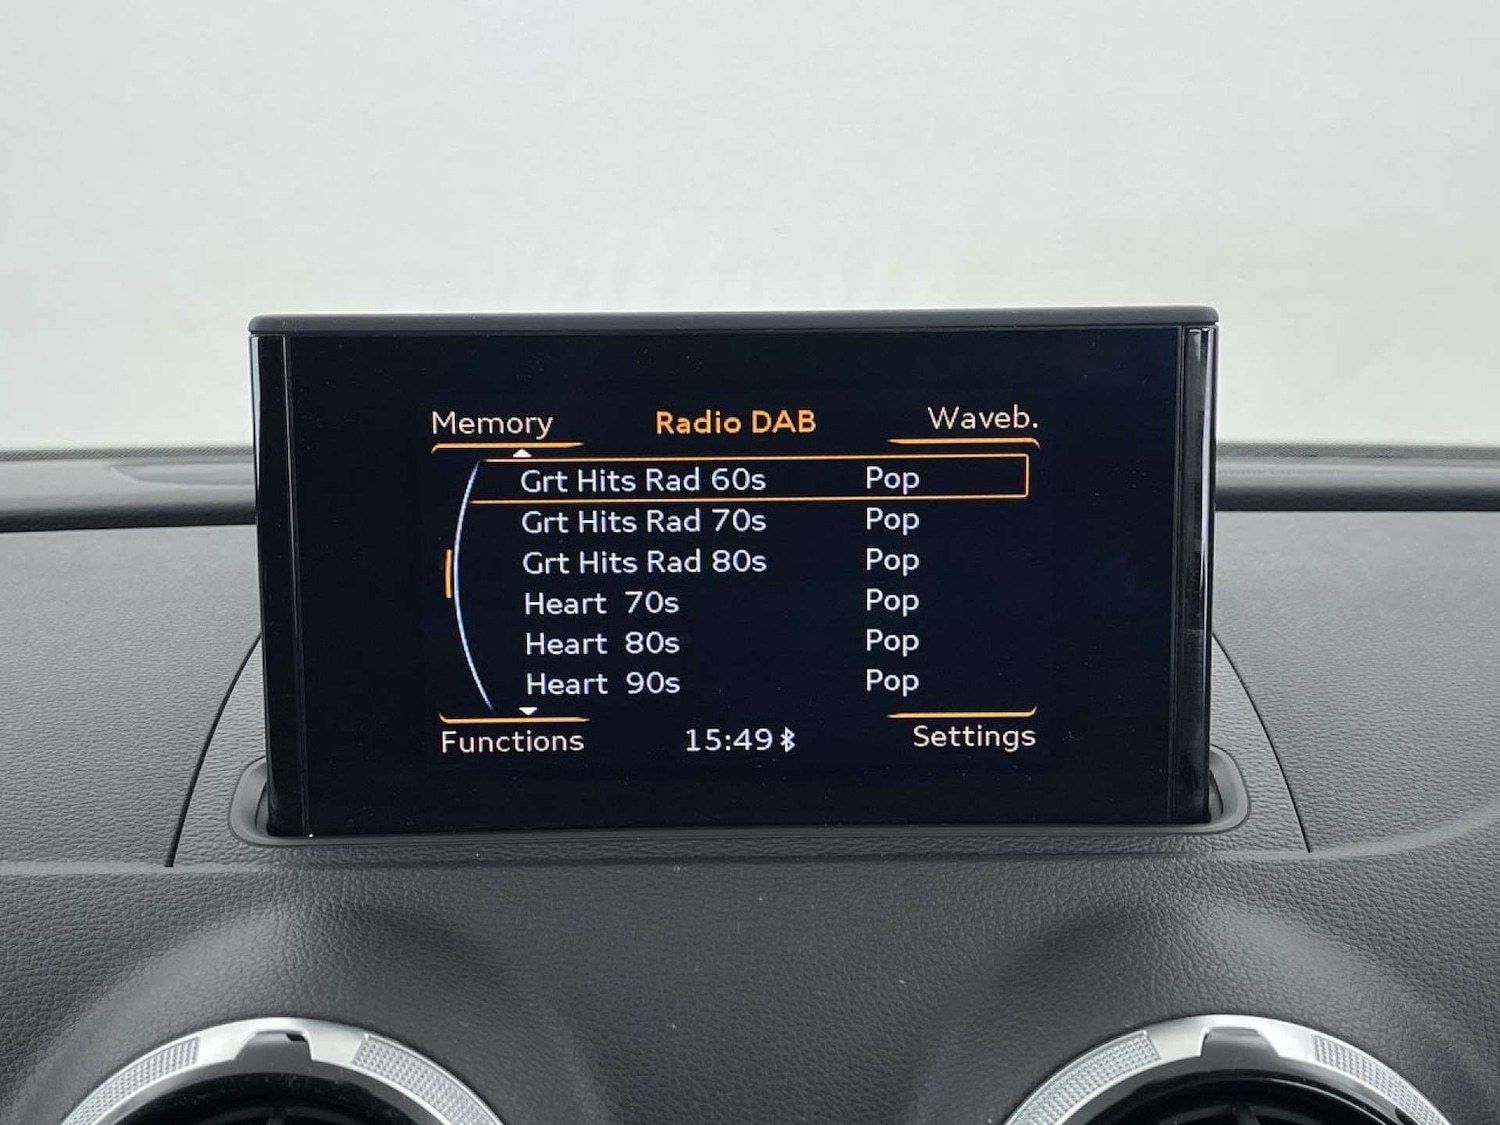 Memory Radio DAB Waveb.
Grt Hits Rad 60s Pop
Grt Hits Rad 70s Pop
Grt Hits Rad 80s Pop
Heart 70s Pop
Heart 80s Pop
Heart 90s Pop
Functions 15:49 Settings